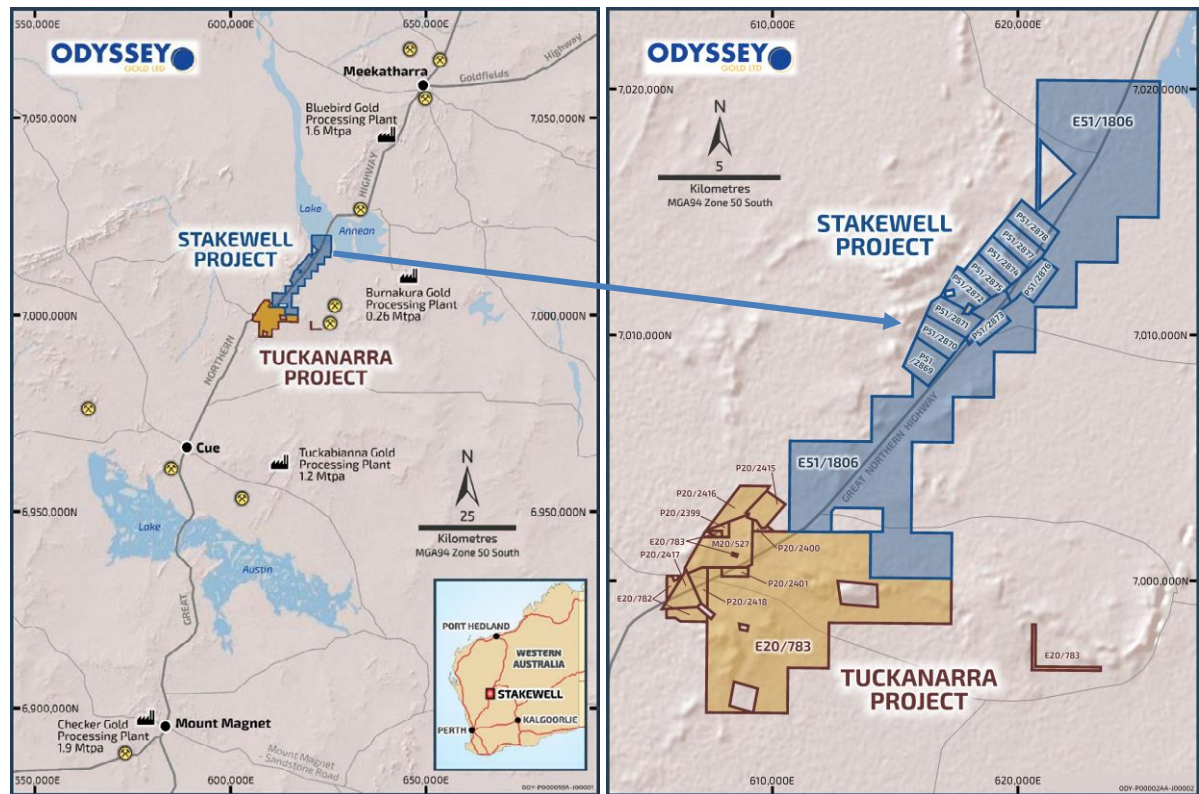 550,000E
600,000E
650,000E
ODYSSEY
GOLD LTD
Meekatharra
Goldfields
Highway
7,050,000N
7,050,000N
Bluebird Gold
Processing Plant
1.6 Mtpa
HIGHWAY
Lake
Annean
STAKEWELL
PROJECT
Burnakura Gold
Processing Plant
0.26 Mtpa
7,000,000N
7,000,000N
TUCKANARRA
PROJECT
NORTHERN
Cue
Tuckabianna Gold
Processing Plant
1.2 Mtpa
N
25
Kilometres
MGA94 Zone 50 South
6,950,000N
6,950,000N
Lake
Austin
GREAT
PORT HEDLAND
WESTERN
AUSTRALIA
STAKEWELL
KALGOORLIE
PERTH
6,900,000N
Checker Gold
Processing Plant
1.9 Mtpa
Mount Magnet
Mount Magnet
Sandstone Road
550,000E
600,000E
650,000E
610,000E
620,000E
ODYSSEY
GOLD LTD
7,020,000N
7,020,000N
E51/1806
N
5
Kilometres
MGA94 Zone 50 South
STAKEWELL
PROJECT
P51/2878
P51/2877
P51/2874
P51/2876
P51/2875
P51/2872
P51/2871
P51/2873
P51/2870
P51
/2869
7,010,000N
7,010,000N
GREAT NORTHERN HIGHWAY
E51/1806
P20/2415
P20/2416
P20/2399
E20/783
M20/527
P20/2400
P20/2417
P20/2401
E20/782
P20/2418
7,000,000N
7,000,000N
E20/783
E20/783
TUCKANARRA
PROJECT
610,000E
620,000E
ODY-P00002AA-J00002